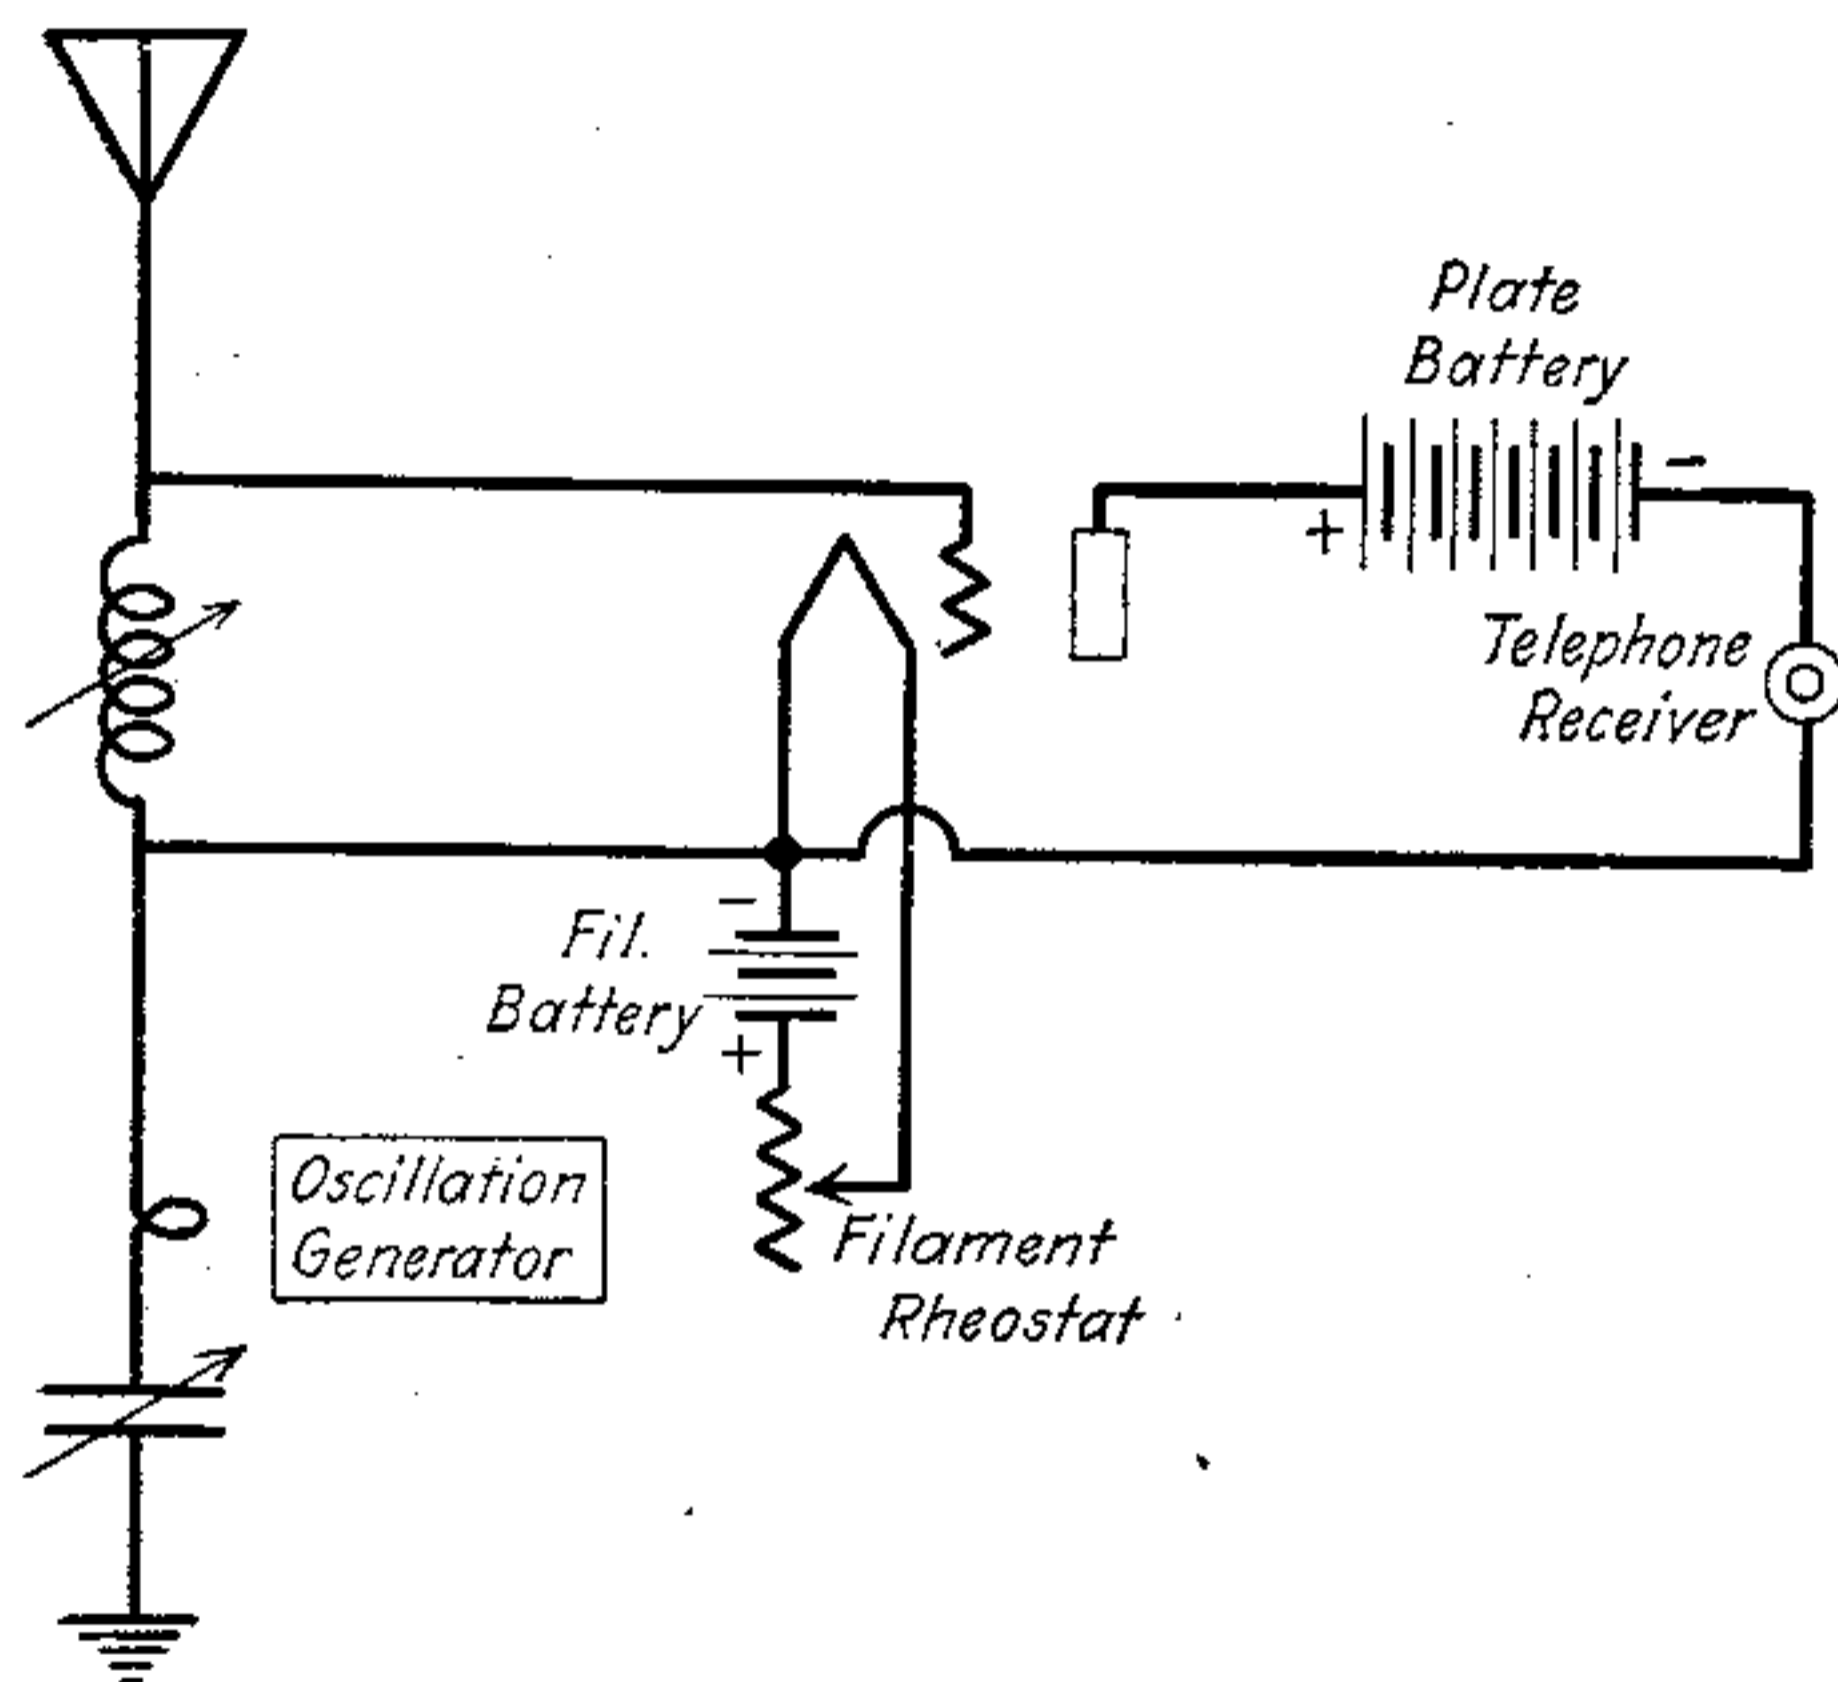 Plate
Battery
−
+
Telephone
Receiver
−
Fil.
Battery
+
Oscillation
Generator
Filament
Rheostat